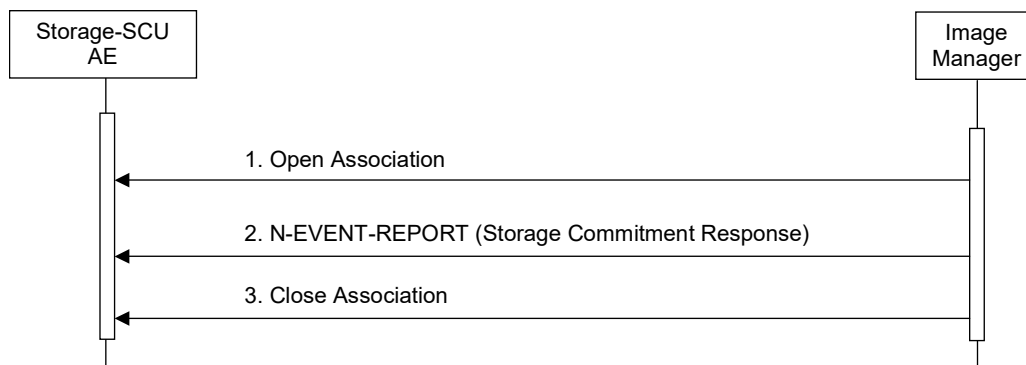 Storage-SCU
AE
Image
Manager
1. Open Association
2. N-EVENT-REPORT (Storage Commitment Response)
3. Close Association